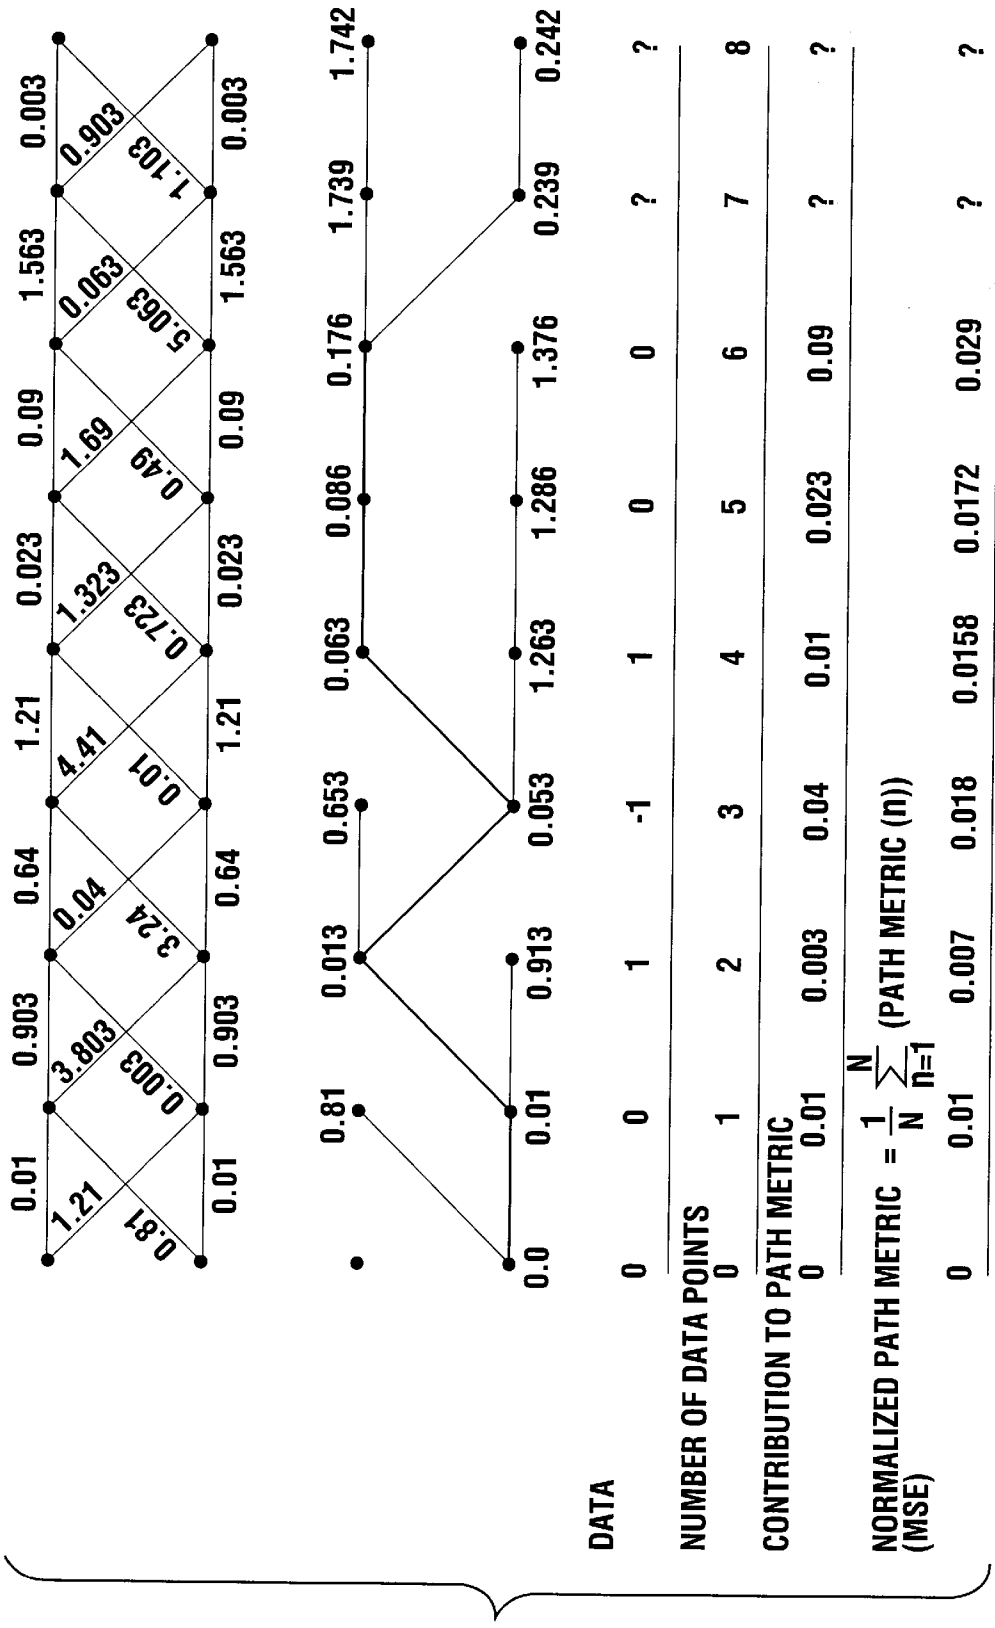 0.01 0.903 0.64 1.21 0.023 0.09 1.563 0.003
1.21 3.803 0.04 4.41 1.323 1.69 0.063 0.903
0.81 0.003 3.24 0.01 0.723 0.49 5.063 1.103
0.01 0.903 0.64 1.21 0.023 0.09 1.563 0.003
0.81 0.013 0.653 0.063 0.086 0.176 1.739 1.742
0.0 0.01 0.913 0.053 1.263 1.286 1.376 0.239 0.242
DATA
0 0 1 -1 1 0 0 ? ?
NUMBER OF DATA POINTS
0 1 2 3 4 5 6 7 8
CONTRIBUTION TO PATH METRIC
0 0.01 0.003 0.04 0.01 0.023 0.09 ? ?
NORMALIZED PATH METRIC = 1/N N ∑ n=1 (PATH METRIC (n))
(MSE)
0 0.01 0.007 0.018 0.0158 0.0172 0.029 ? ?